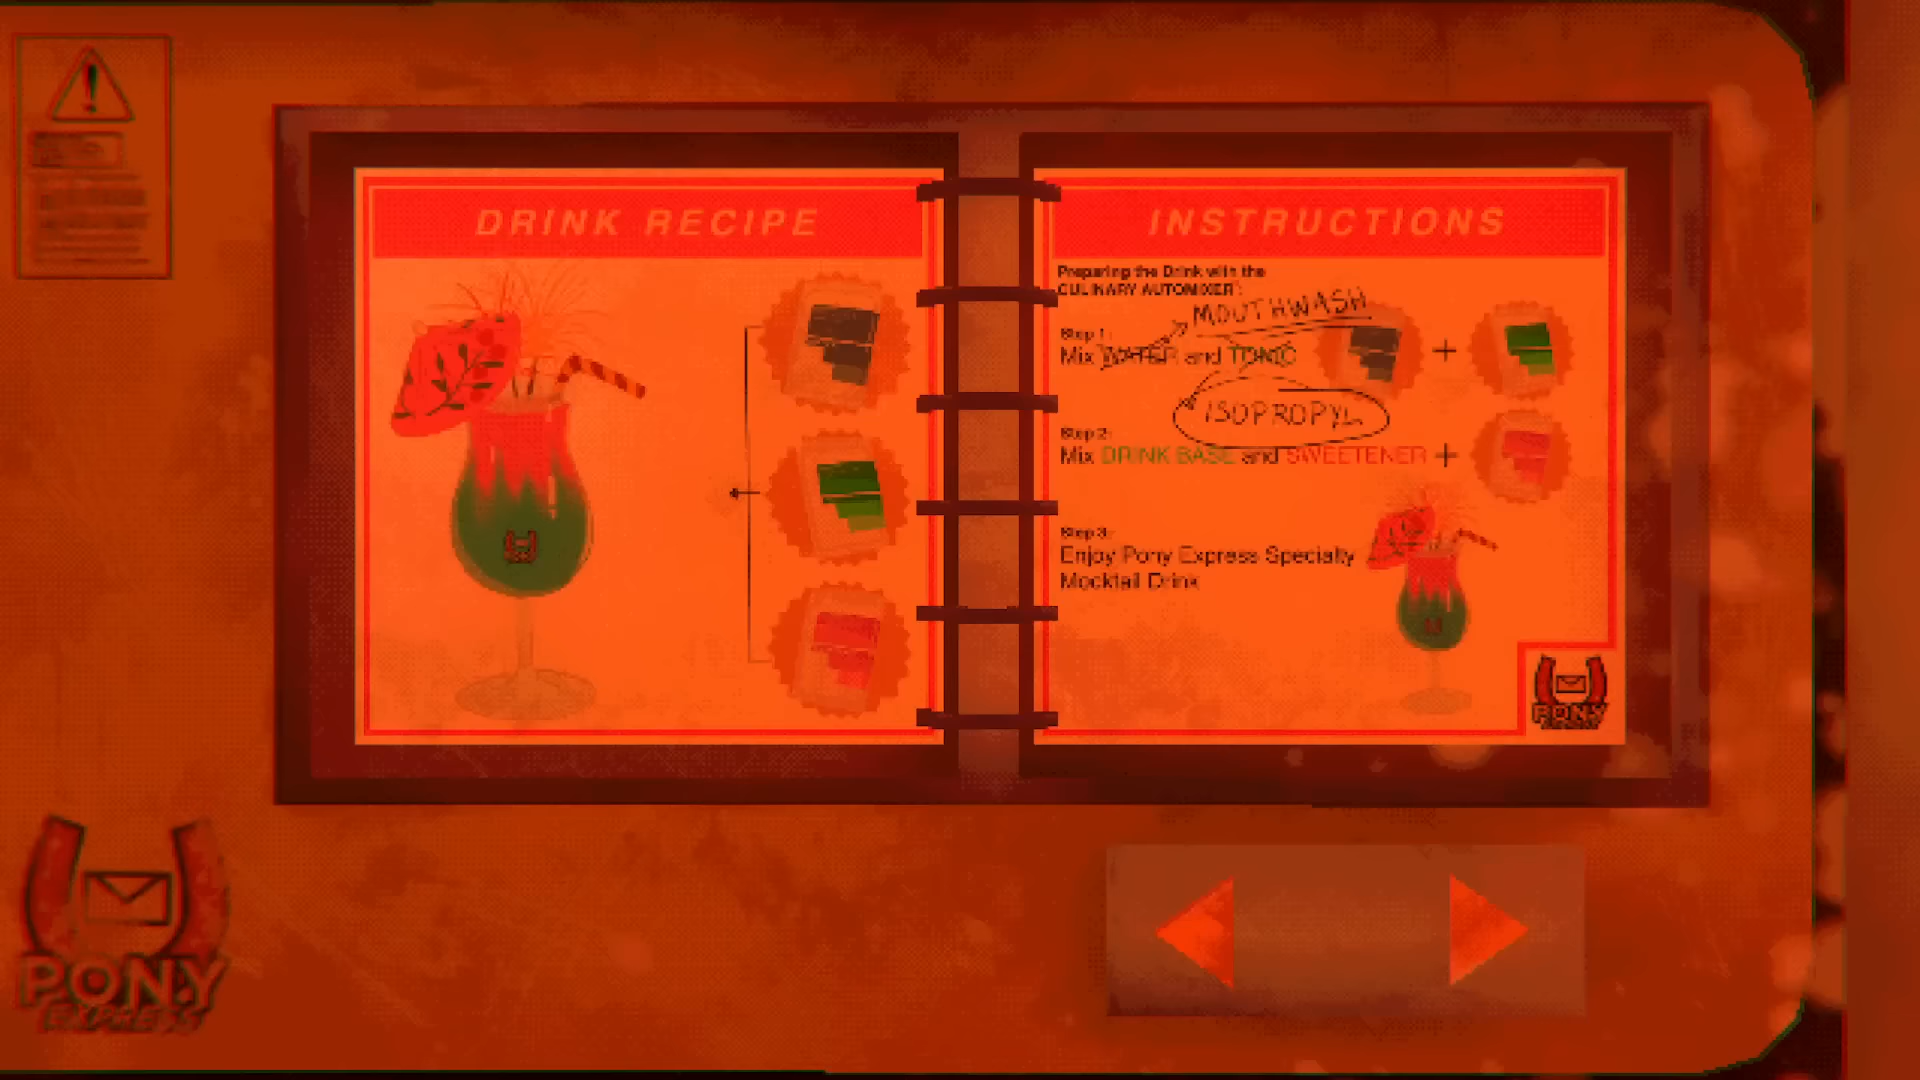 DRINK RECIPE
INSTRUCTIONS
Preparing the Drink with the
CULINARY AUTOMIXER:
MOUTHWASH
Step 1:
Mix WATER and TONIC
+
ISOPROPYL
Step 2:
Mix DRINK BASE and SWEETENER +
Step 3:
Enjoy Pony Express Specialty
Mocktail Drink
PONY
PONY
EXPRESS